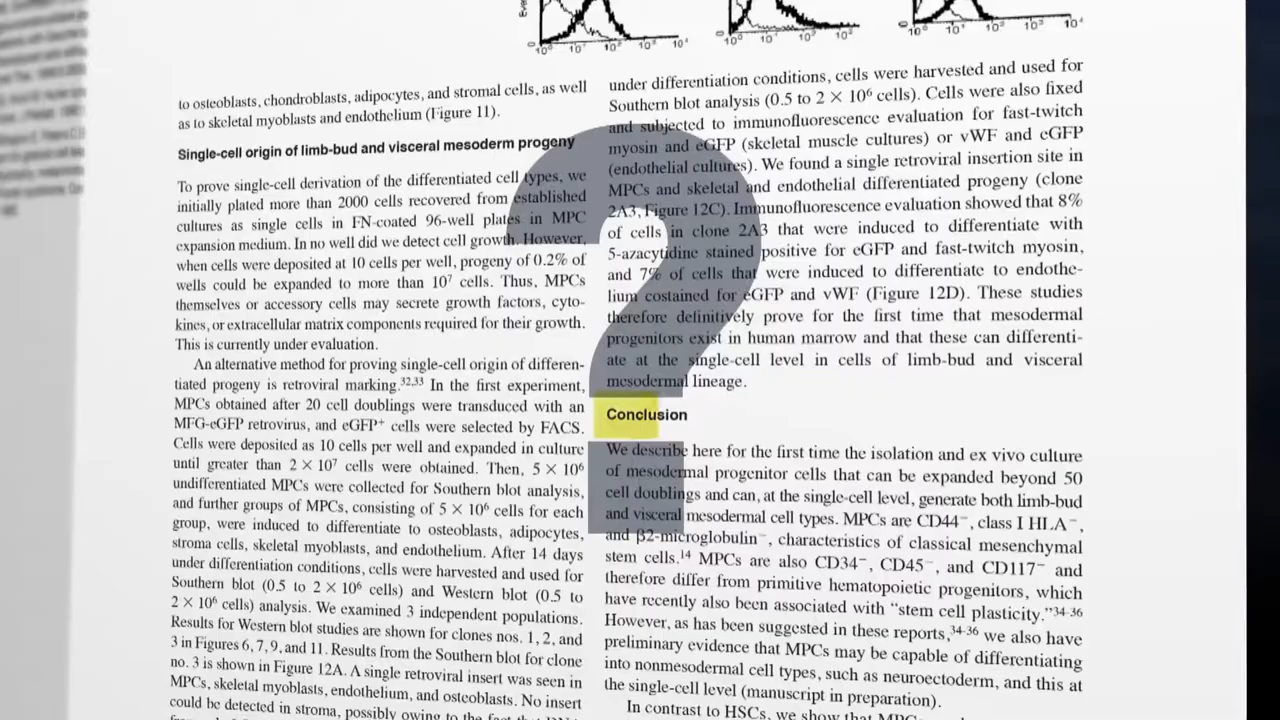 Eve
0
10⁰ 10¹ 10² 10³ 10⁴
0
10⁰ 10¹ 10² 10³
0
10⁰ 10¹ 10² 10³ 10⁴
to osteoblasts, chondroblasts, adipocytes, and stromal cells, as well
as to skeletal myoblasts and endothelium (Figure 11).
Single-cell origin of limb-bud and visceral mesoderm progeny
To prove single-cell derivation of the differentiated cell types, we
initially plated more than 2000 cells recovered from established
cultures as single cells in FN-coated 96-well plates in MPC
expansion medium. In no well did we detect cell growth. However,
when cells were deposited at 10 cells per well, progeny of 0.2% of
wells could be expanded to more than 10⁷ cells. Thus, MPCs
themselves or accessory cells may secrete growth factors, cyto-
kines, or extracellular matrix components required for their growth.
This is currently under evaluation.
An alternative method for proving single-cell origin of differen-
tiated progeny is retroviral marking.³²,³³ In the first experiment,
MPCs obtained after 20 cell doublings were transduced with an
MFG-eGFP retrovirus, and eGFP⁺ cells were selected by FACS.
Cells were deposited as 10 cells per well and expanded in culture
until greater than 2 × 10⁷ cells were obtained. Then, 5 × 10⁶
undifferentiated MPCs were collected for Southern blot analysis,
and further groups of MPCs, consisting of 5 × 10⁶ cells for each
group, were induced to differentiate to osteoblasts, adipocytes,
stroma cells, skeletal myoblasts, and endothelium. After 14 days
under differentiation conditions, cells were harvested and used for
Southern blot (0.5 to 2 × 10⁶ cells) and Western blot (0.5 to
2 × 10⁶ cells) analysis. We examined 3 independent populations.
Results for Western blot studies are shown for clones nos. 1, 2, and
3 in Figures 6, 7, 9, and 11. Results from the Southern blot for clone
no. 3 is shown in Figure 12A. A single retroviral insert was seen in
MPCs, skeletal myoblasts, endothelium, and osteoblasts. No insert
could be detected in stroma, possibly owing to the fact that
under differentiation conditions, cells were harvested and used for
Southern blot analysis (0.5 to 2 × 10⁶ cells). Cells were also fixed
and subjected to immunofluorescence evaluation for fast-twitch
myosin and eGFP (skeletal muscle cultures) or vWF and eGFP
(endothelial cultures). We found a single retroviral insertion site in
MPCs and skeletal and endothelial differentiated progeny (clone
2A3, Figure 12C). Immunofluorescence evaluation showed that 8%
of cells in clone 2A3 that were induced to differentiate with
5-azacytidine stained positive for eGFP and fast-twitch myosin,
and 7% of cells that were induced to differentiate to endothe-
lium costained for eGFP and vWF (Figure 12D). These studies
therefore definitively prove for the first time that mesodermal
progenitors exist in human marrow and that these can differenti-
ate at the single-cell level in cells of limb-bud and visceral
mesodermal lineage.
Conclusion
We describe here for the first time the isolation and ex vivo culture
of mesodermal progenitor cells that can be expanded beyond 50
cell doublings and can, at the single-cell level, generate both limb-bud
and visceral mesodermal cell types. MPCs are CD44⁻, class I HLA⁻,
and β2-microglobulin⁻, characteristics of classical mesenchymal
stem cells.¹⁴ MPCs are also CD34⁻, CD45⁻, and CD117⁻ and
therefore differ from primitive hematopoietic progenitors, which
have recently also been associated with “stem cell plasticity.”³⁴⁻³⁶
However, as has been suggested in these reports,³⁴⁻³⁶ we also have
preliminary evidence that MPCs may be capable of differentiating
into nonmesodermal cell types, such as neuroectoderm, and this at
the single-cell level (manuscript in preparation).
In contrast to HSCs, we show that MPC
?